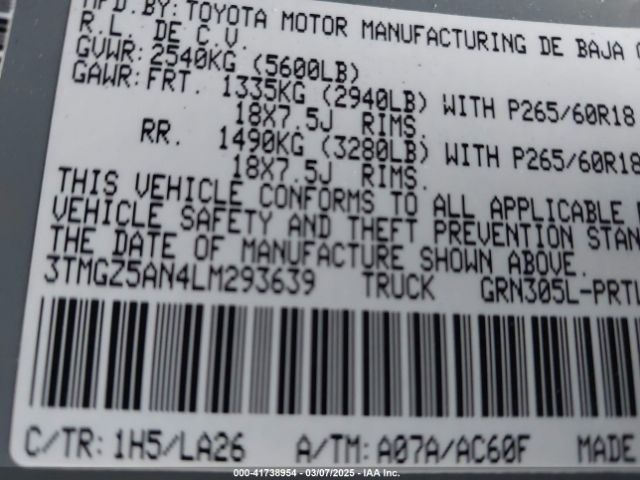 MFD.BY:TOYOTA MOTOR MANUFACTURING DE BAJA
R.L. DE C.V.
GVWR:2540KG (5600LB)
GAWR:FRT. 1335KG (2940LB) WITH P265/60R18
18X7.5J RIMS.
RR. 1490KG (3280LB) WITH P265/60R18
18X7.5J RIMS.
THIS VEHICLE CONFORMS TO ALL APPLICABLE
VEHICLE SAFETY AND THEFT PREVENTION STAN
THE DATE OF MANUFACTURE SHOWN ABOVE.
3TMGZ5AN4LM293639 TRUCK GRN305L-PRTL
C/TR:1H5/LA26 A/TM:A07A/AC60F MADE
000-41738954 — 03/07/2025 — IAA Inc.